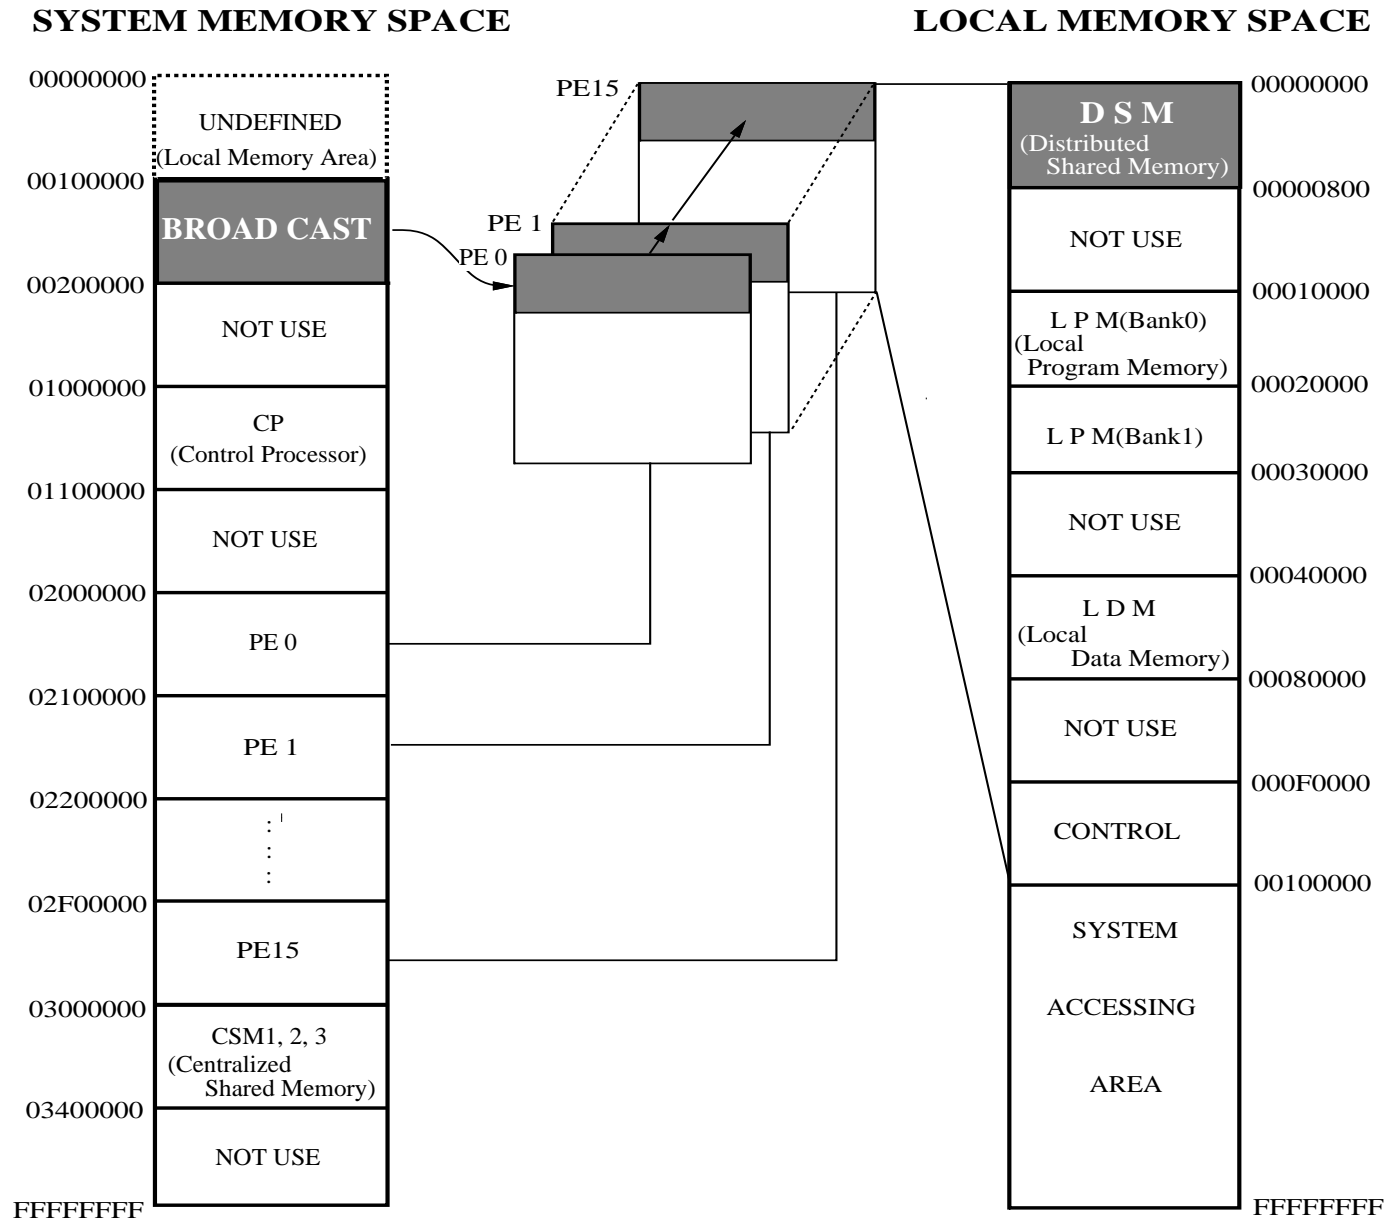 SYSTEM MEMORY SPACE
00000000
UNDEFINED
(Local Memory Area)
00100000
BROAD CAST
00200000
NOT USE
01000000
CP
(Control Processor)
01100000
NOT USE
02000000
PE 0
02100000
PE 1
02200000
02F00000
PE15
03000000
CSM1, 2, 3
(Centralized
Shared Memory)
03400000
NOT USE
FFFFFFFF
PE15
PE 1
PE 0
LOCAL MEMORY SPACE
00000000
D S M
(Distributed
Shared Memory)
00000800
NOT USE
00010000
L P M(Bank0)
(Local
Program Memory)
00020000
L P M(Bank1)
00030000
NOT USE
00040000
L D M
(Local
Data Memory)
00080000
NOT USE
000F0000
CONTROL
00100000
SYSTEM
ACCESSING
AREA
FFFFFFFF